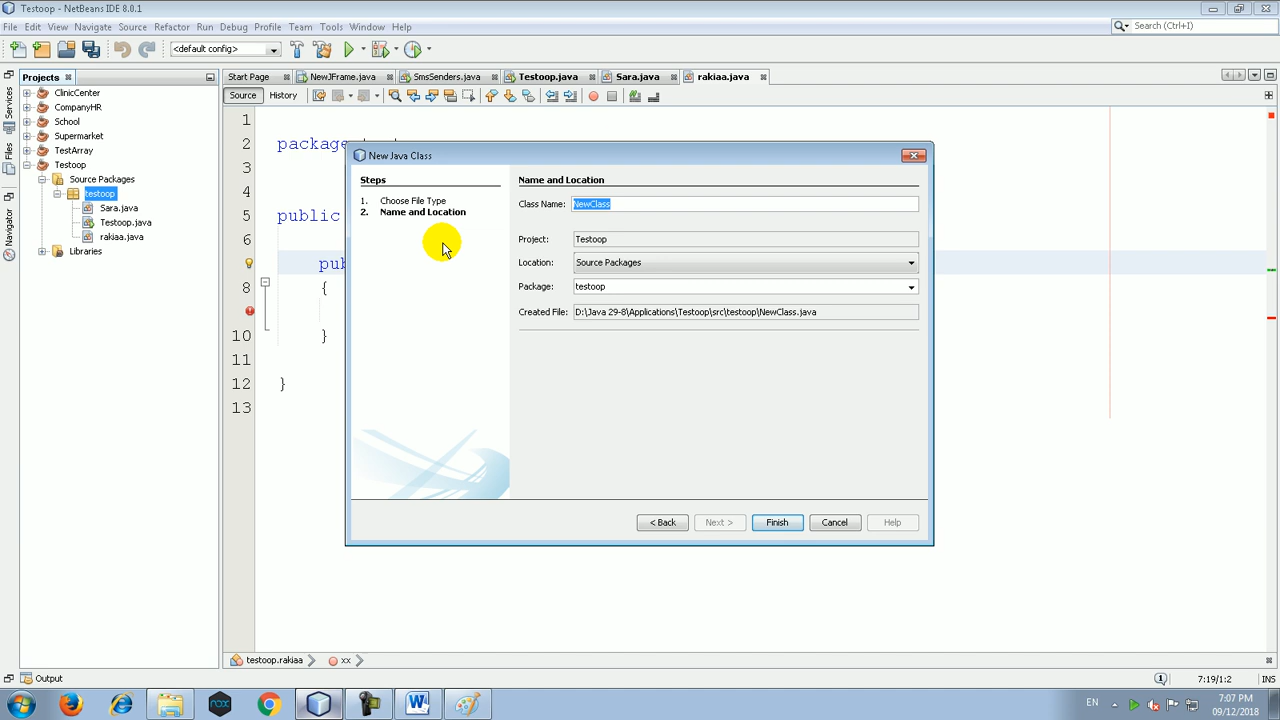 Testoop - NetBeans IDE 8.0.1
File Edit View Navigate Source Refactor Run Debug Profile Team Tools Window Help
Search (Ctrl+I)
<default config>
Projects
Start Page NewJFrame.java SmsSenders.java Testoop.java Sara.java rakiaa.java
Source History
Services
Files
Navigator
ClinicCenter
CompanyHR
School
Supermarket
TestArray
Testoop
Source Packages
testoop
Sara.java
Testoop.java
rakiaa.java
Libraries
1
2 package
3
4
5 public
6
pub
8 {
10 }
11
12 }
13
New Java Class
Steps
1. Choose File Type
2. Name and Location
Name and Location
Class Name: NewClass
Project: Testoop
Location: Source Packages
Package: testoop
Created File: D:\Java 29-8\Applications\Testoop\src\testoop\NewClass.java
< Back Next > Finish Cancel Help
testoop.rakiaa xx
Output
1 7:19/1:2 INS
nox
W
EN
7:07 PM
09/12/2018